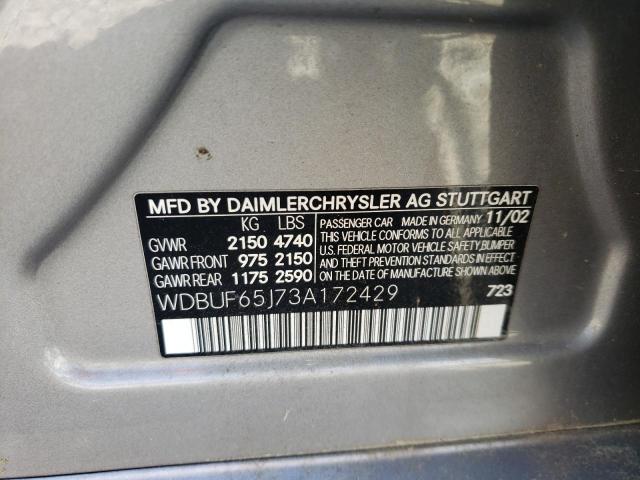 MFD BY DAIMLERCHRYSLER AG STUTTGART
KG LBS
GVWR 2150 4740
GAWR FRONT 975 2150
GAWR REAR 1175 2590
PASSENGER CAR MADE IN GERMANY 11/02
THIS VEHICLE CONFORMS TO ALL APPLICABLE
U.S. FEDERAL MOTOR VEHICLE SAFETY, BUMPER
AND THEFT PREVENTION STANDARDS IN EFFECT
ON THE DATE OF MANUFACTURE SHOWN ABOVE.
WDBUF65J73A172429
723